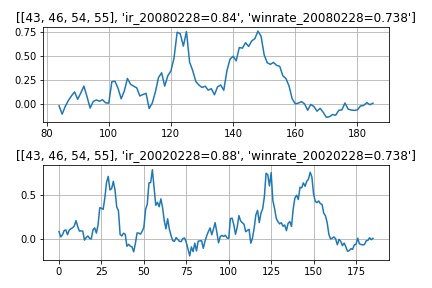 [[43, 46, 54, 55], 'ir_20080228=0.84', 'winrate_20080228=0.738']
0.75
0.50
0.25
0.00
80 100 120 140 160 180
[[43, 46, 54, 55], 'ir_20020228=0.88', 'winrate_20020228=0.738']
0.5
0.0
0 25 50 75 100 125 150 175